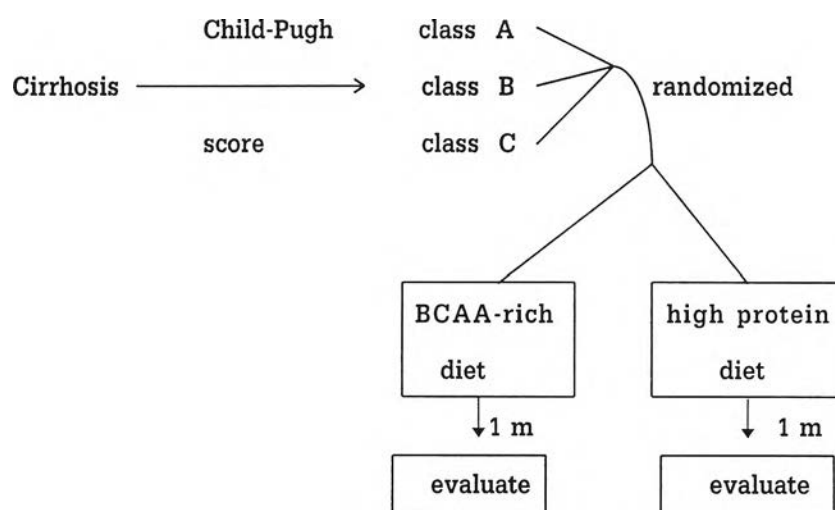 Child-Pugh
class A
Cirrhosis
class B
randomized
score
class C
BCAA-rich
diet
high protein
diet
1 m
1 m
evaluate
evaluate